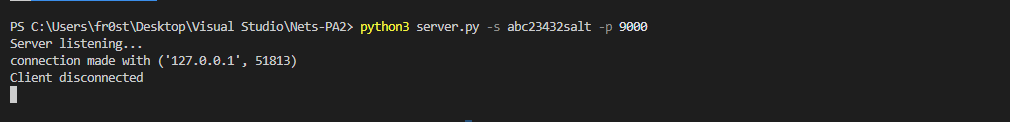 PS C:\Users\fr0st\Desktop\Visual Studio\Nets-PA2> python3 server.py -s abc23432salt -p 9000
Server listening...
connection made with ('127.0.0.1', 51813)
Client disconnected